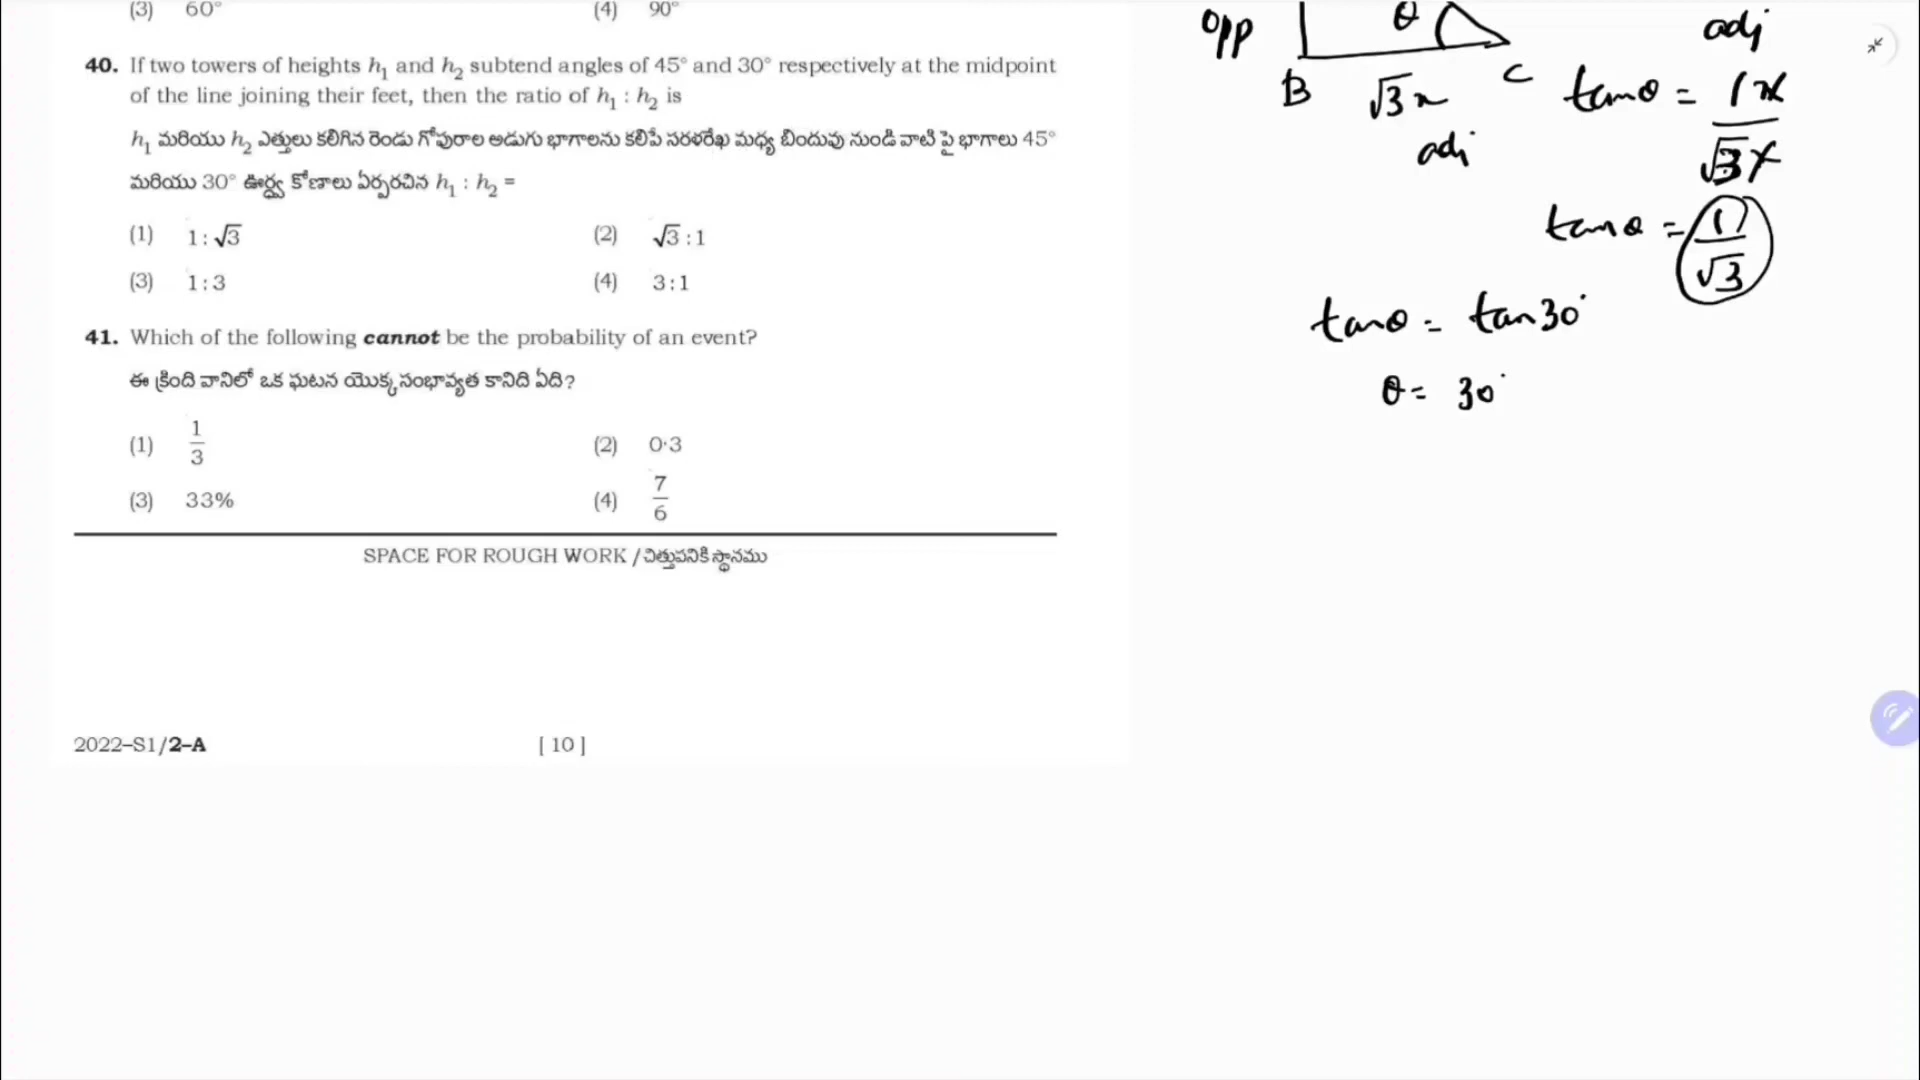 (3) 60° (4) 90°
40. If two towers of heights h₁ and h₂ subtend angles of 45° and 30° respectively at the midpoint
of the line joining their feet, then the ratio of h₁ : h₂ is
h₁ మరియు h₂ ఎత్తులు కలిగిన రెండు గోపురాల అడుగు భాగాలను కలిపే సరళరేఖ మధ్య బిందువు నుండి వాటి పై భాగాలు 45°
మరియు 30° ఊర్ధ్వ కోణాలు ఏర్పరచిన h₁ : h₂ =
(1) 1 : √3 (2) √3 : 1
(3) 1 : 3 (4) 3 : 1
41. Which of the following cannot be the probability of an event?
ఈ క్రింది వానిలో ఒక ఘటన యొక్క సంభావ్యత కానిది ఏది?
(1) 1/3 (2) 0·3
(3) 33% (4) 7/6
SPACE FOR ROUGH WORK / చిత్తుపనికి స్థానము
2022–S1/2–A [ 10 ]
opp θ adj
B √3x C
adj
tanθ = 1x/√3x
tanθ = 1/√3
tanθ = tan30°
θ = 30°